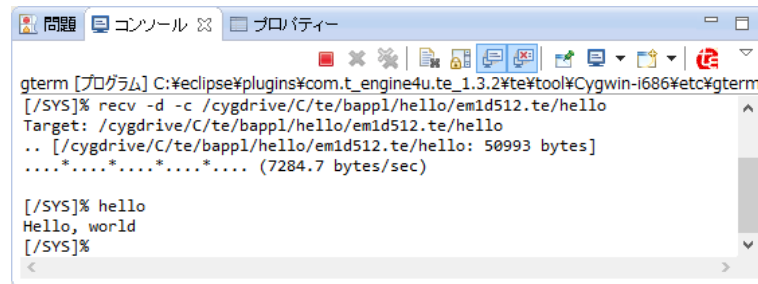 問題 コンソール プロパティー
gterm [プログラム] C:¥eclipse¥plugins¥com.t_engine4u.te_1.3.2¥te¥tool¥Cygwin-i686¥etc¥gterm
[/SYS]% recv -d -c /cygdrive/C/te/bappl/hello/em1d512.te/hello
Target: /cygdrive/C/te/bappl/hello/em1d512.te/hello
.. [/cygdrive/C/te/bappl/hello/em1d512.te/hello: 50993 bytes]
....*....*....*....*.... (7284.7 bytes/sec)
[/SYS]% hello
Hello, world
[/SYS]%